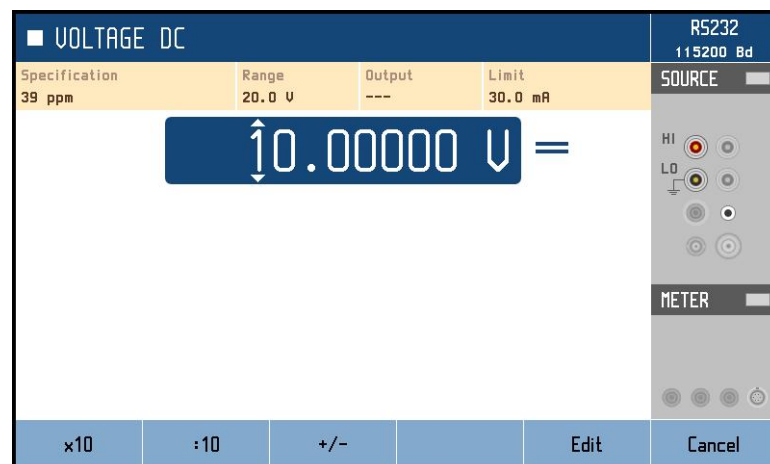 VOLTAGE DC
RS232
115200 Bd
Specification Range Output Limit
39 ppm 20.0 V --- 30.0 mA
SOURCE
10.00000 V =
HI
LO
METER
x10 :10 +/- Edit Cancel